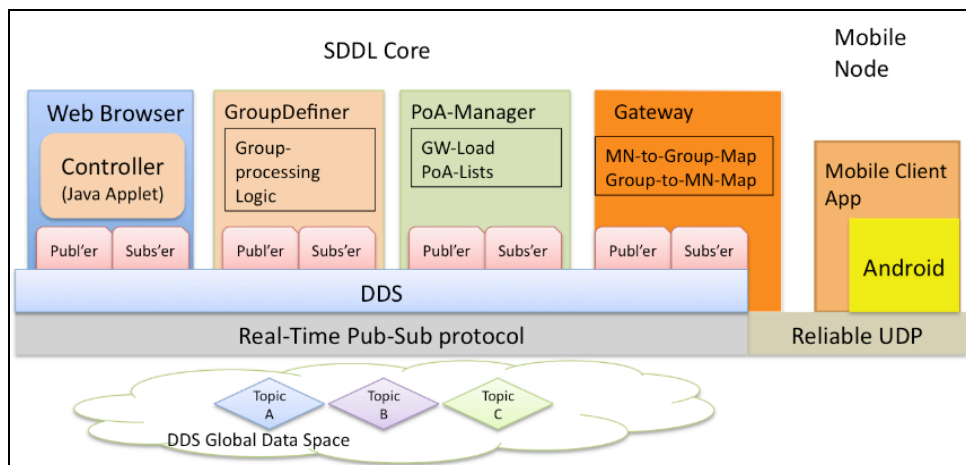 SDDL Core
Mobile
Node
Web Browser
Controller
(Java Applet)
Publ'er
Subs'er
GroupDefiner
Group-
processing
Logic
Publ'er
Subs'er
PoA-Manager
GW-Load
PoA-Lists
Publ'er
Subs'er
Gateway
MN-to-Group-Map
Group-to-MN-Map
Publ'er
Subs'er
Mobile Client
App
Android
DDS
Real-Time Pub-Sub protocol
Reliable UDP
Topic
A
Topic
B
Topic
C
DDS Global Data Space